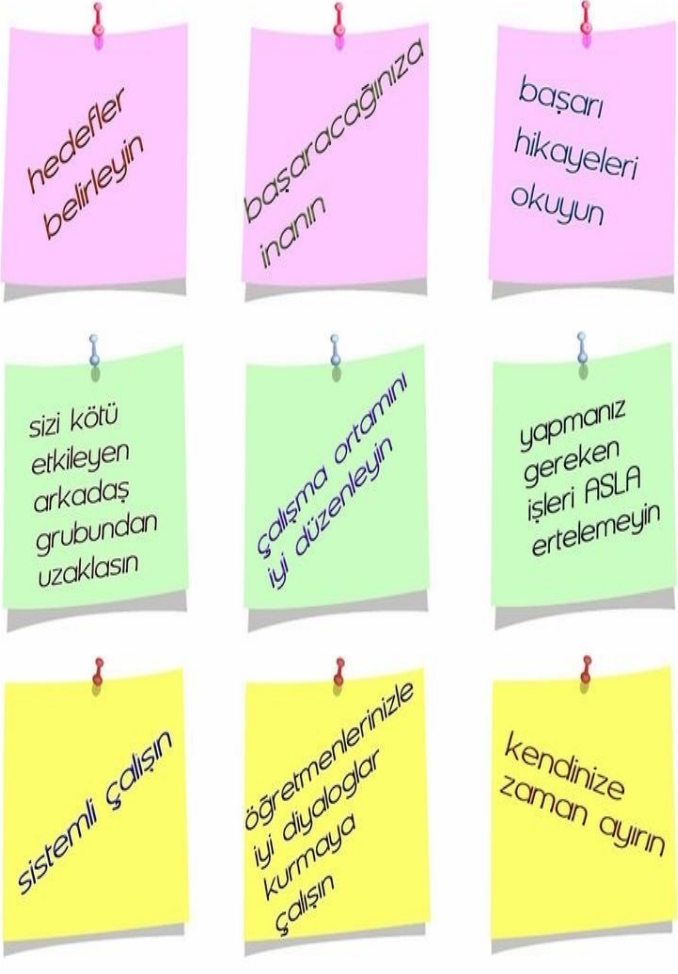 hedefler
belirleyin
başaracağınıza
inanın
başarı
hikayeleri
okuyun
sizi kötü
etkileyen
arkadaş
grubundan
uzaklasın
çalışma ortamını
iyi düzenleyin
yapmanız
gereken
işleri ASLA
ertelemeyin
sistemli çalışın
öğretmenlerinizle
iyi diyaloglar
kurmaya
çalışın
kendinize
zaman ayırın